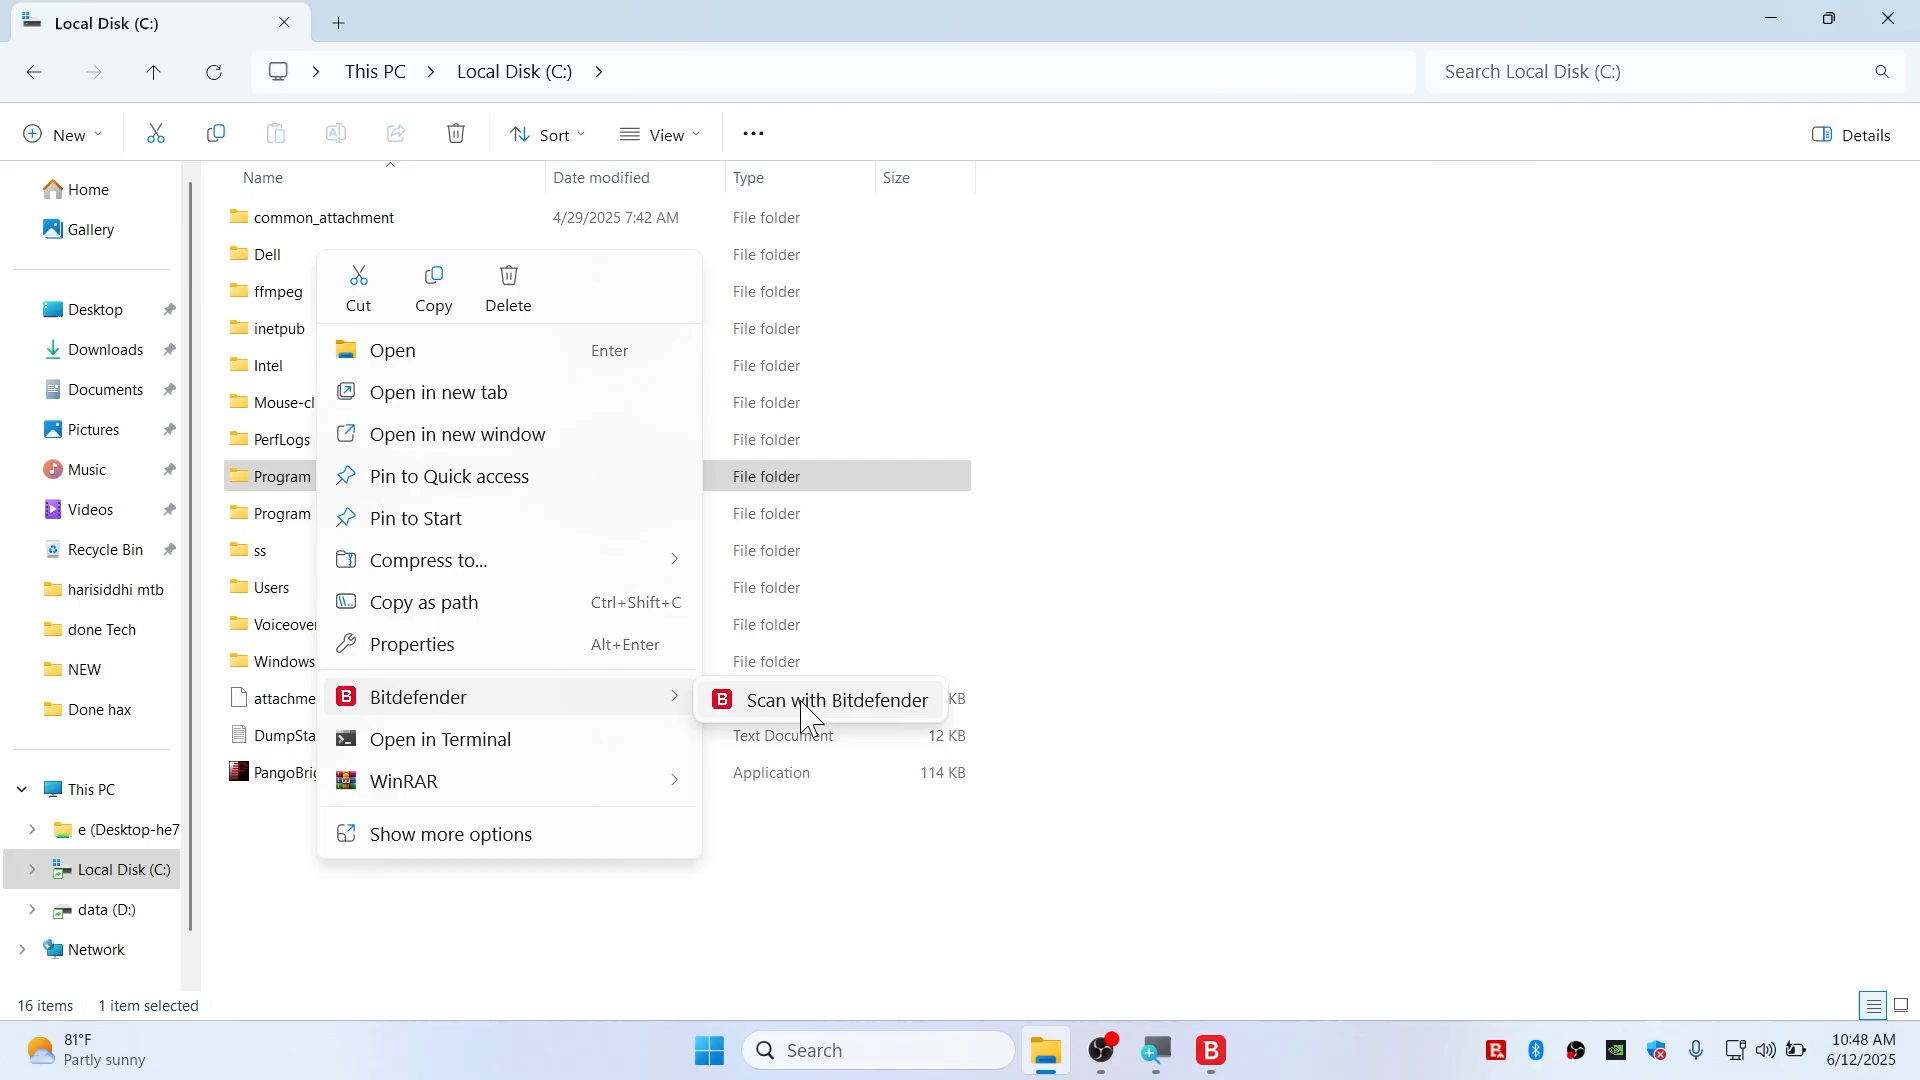 Local Disk (C:)
This PC
Local Disk (C:)
Search Local Disk (C:)
New
Sort
View
Details
Home
Gallery
Desktop
Downloads
Documents
Pictures
Music
Videos
Recycle Bin
harisiddhi mtb
done Tech
NEW
Done hax
This PC
e (Desktop-he7
Local Disk (C:)
data (D:)
Network
Name Date modified Type Size
common_attachment 4/29/2025 7:42 AM File folder
Dell File folder
ffmpeg File folder
inetpub File folder
Intel File folder
Mouse-cl File folder
PerfLogs File folder
Program File folder
Program File folder
ss File folder
Users File folder
Voiceover File folder
Windows File folder
attachme KB
DumpSta Text Document 12 KB
PangoBrig Application 114 KB
Cut Copy Delete
Open Enter
Open in new tab
Open in new window
Pin to Quick access
Pin to Start
Compress to...
Copy as path Ctrl+Shift+C
Properties Alt+Enter
Bitdefender
Scan with Bitdefender
Open in Terminal
WinRAR
Show more options
16 items 1 item selected
81°F
Partly sunny
Search
10:48 AM
6/12/2025